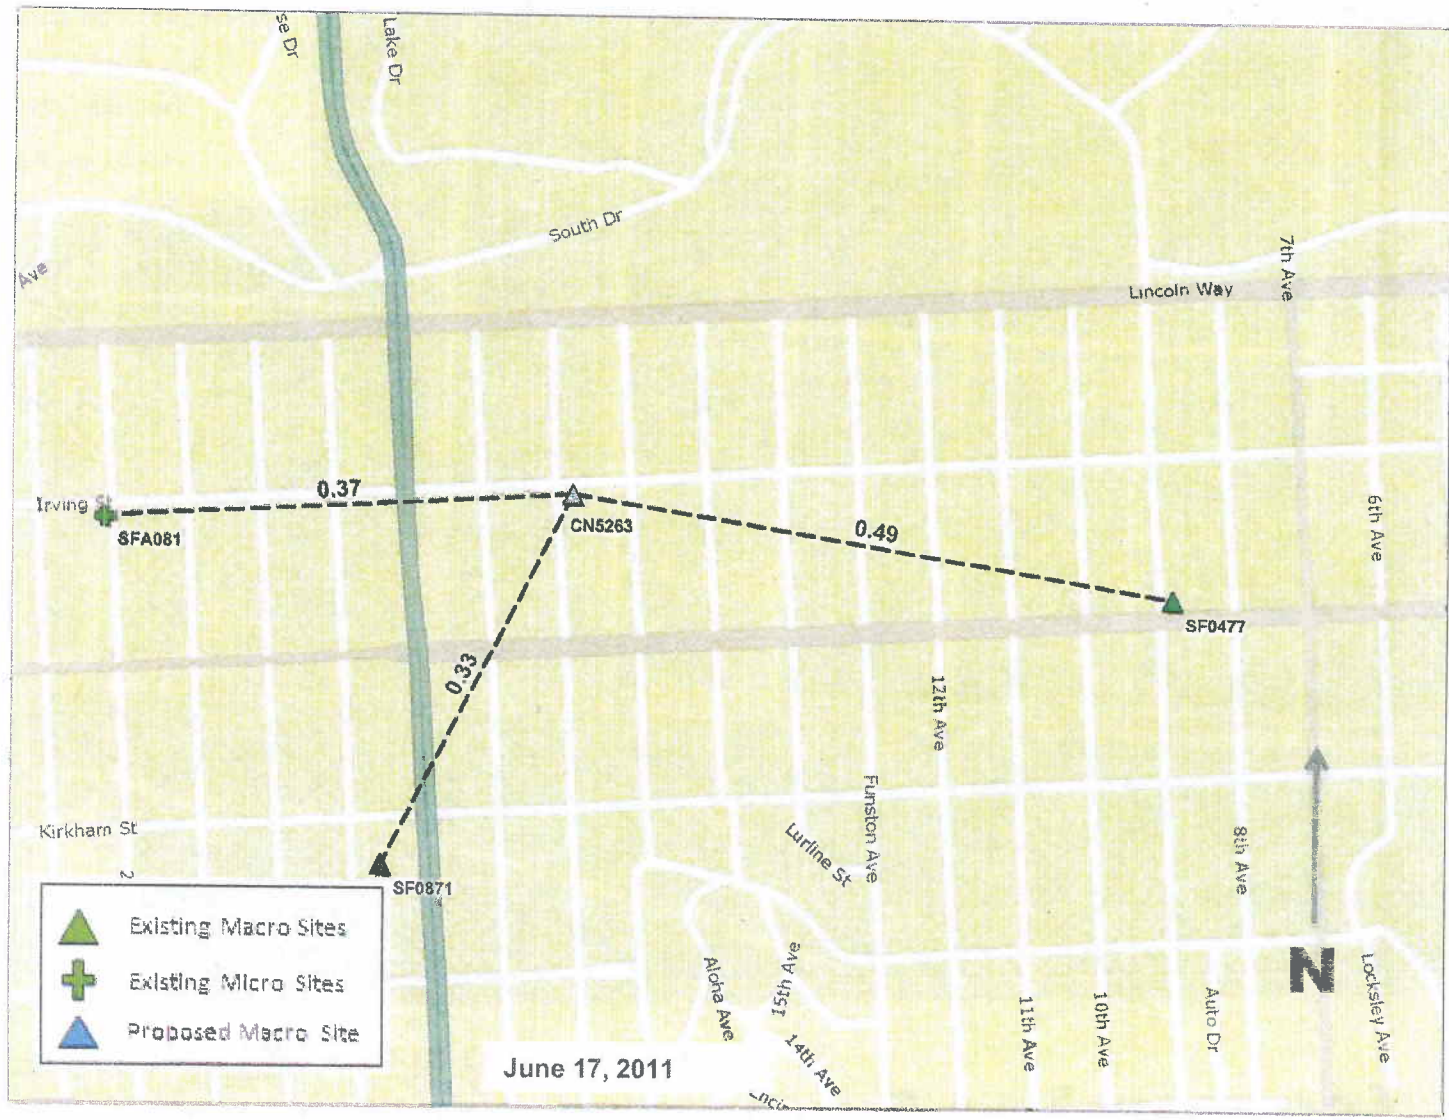 se Dr
Lake Dr
South Dr
Ave
7th Ave
Lincoln Way
Irving St
0.37
SFA081
CN5263
0.49
6th Ave
SF0477
0.33
12th Ave
Kirkham St
2
SF0871
Lurline St
Funston Ave
8th Ave
Existing Macro Sites
Existing Micro Sites
Proposed Macro Site
Aloha Ave
15th Ave
14th Ave
11th Ave
10th Ave
Auto Dr
N
Locksley Ave
June 17, 2011